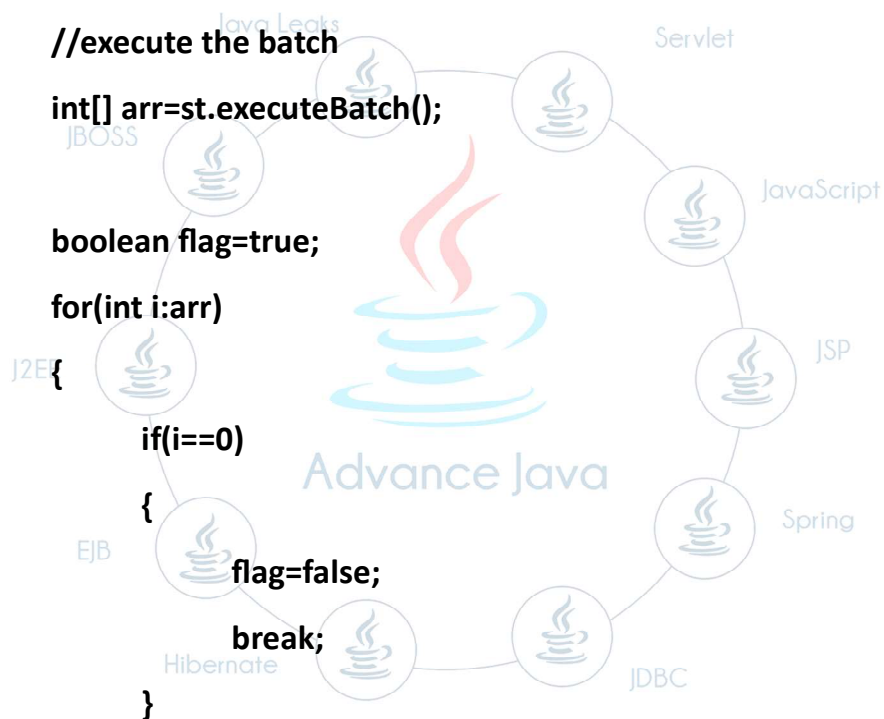 Java Leaks
//execute the batch
Servlet
int[] arr=st.executeBatch();
JBOSS
JavaScript
boolean flag=true;
for(int i:arr)
JSP
J2EE
{
if(i==0)
Advance Java
{
Spring
EJB
flag=false;
break;
Hibernate
JDBC
}